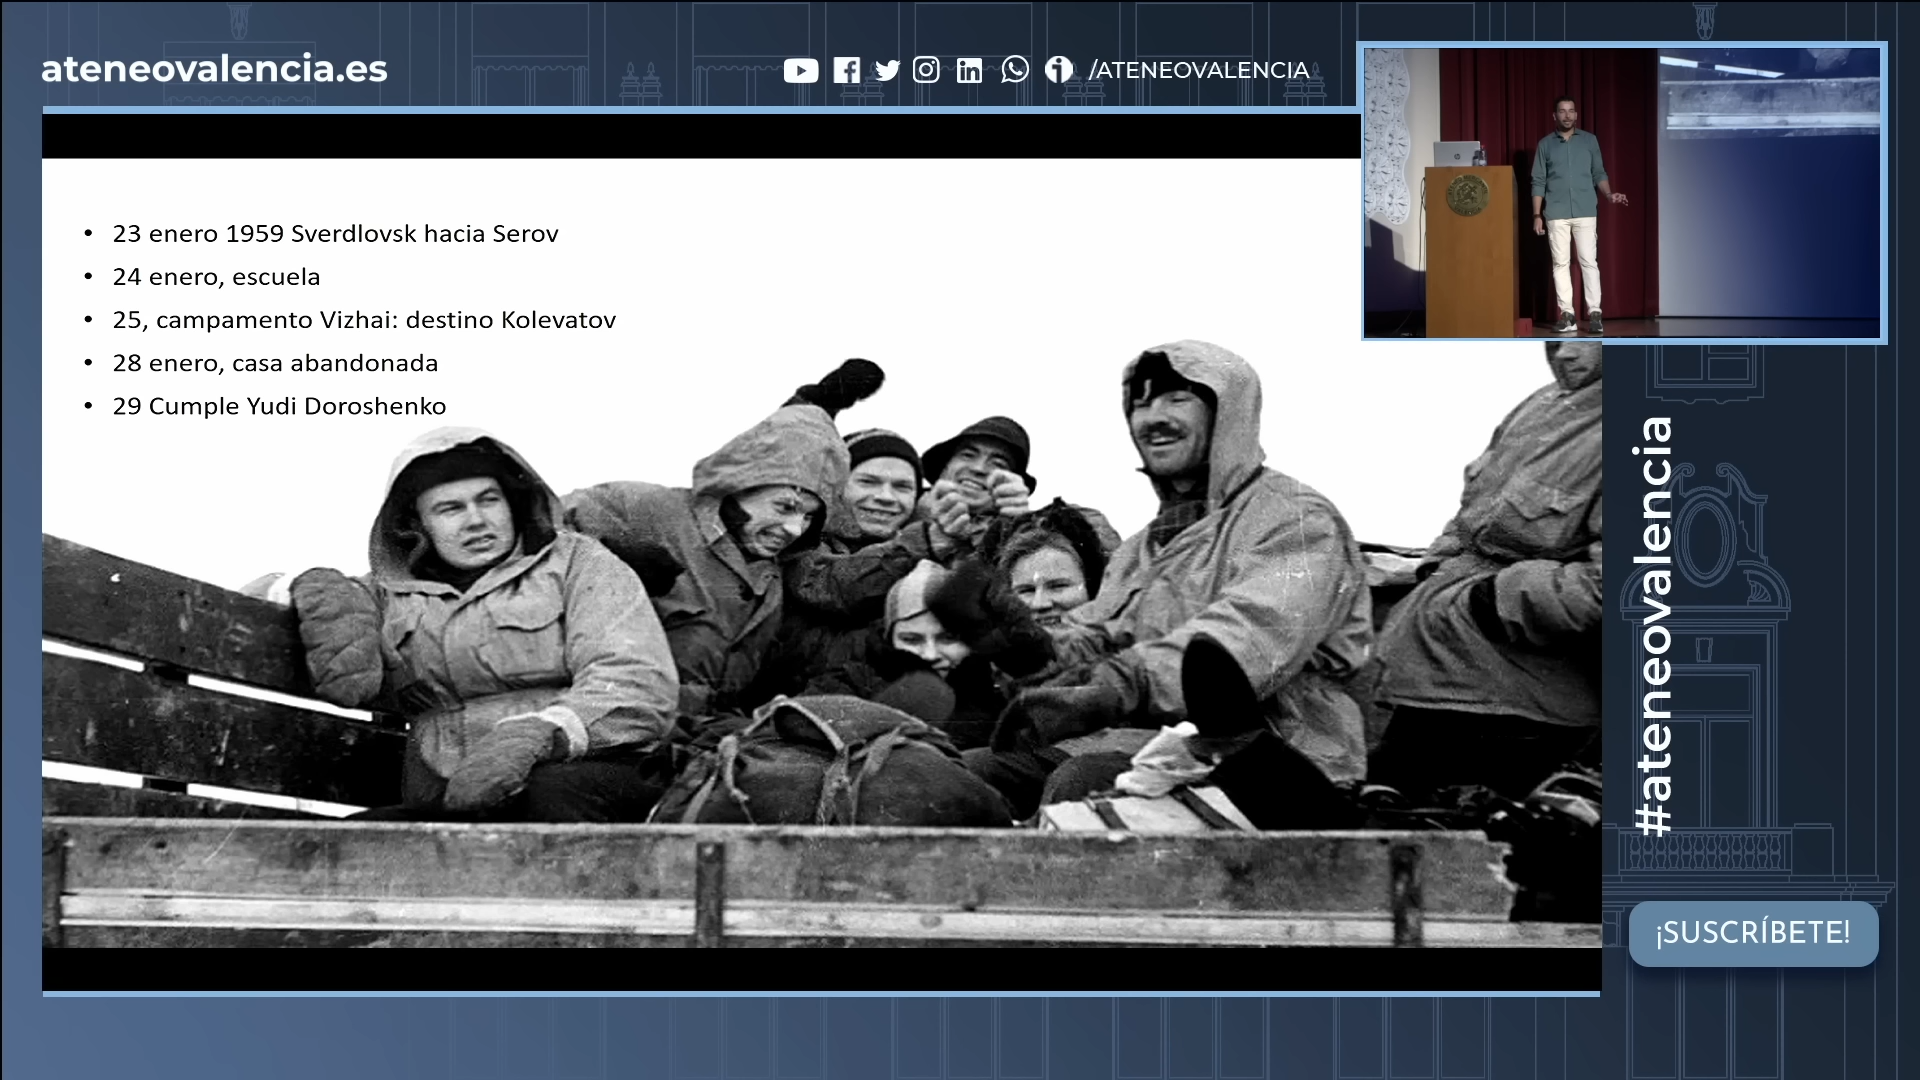 ateneovalencia.es
/ATENEOVALENCIA
• 23 enero 1959 Sverdlovsk hacia Serov
• 24 enero, escuela
• 25, campamento Vizhai: destino Kolevatov
• 28 enero, casa abandonada
• 29 Cumple Yudi Doroshenko
#ateneovalencia
¡SUSCRÍBETE!